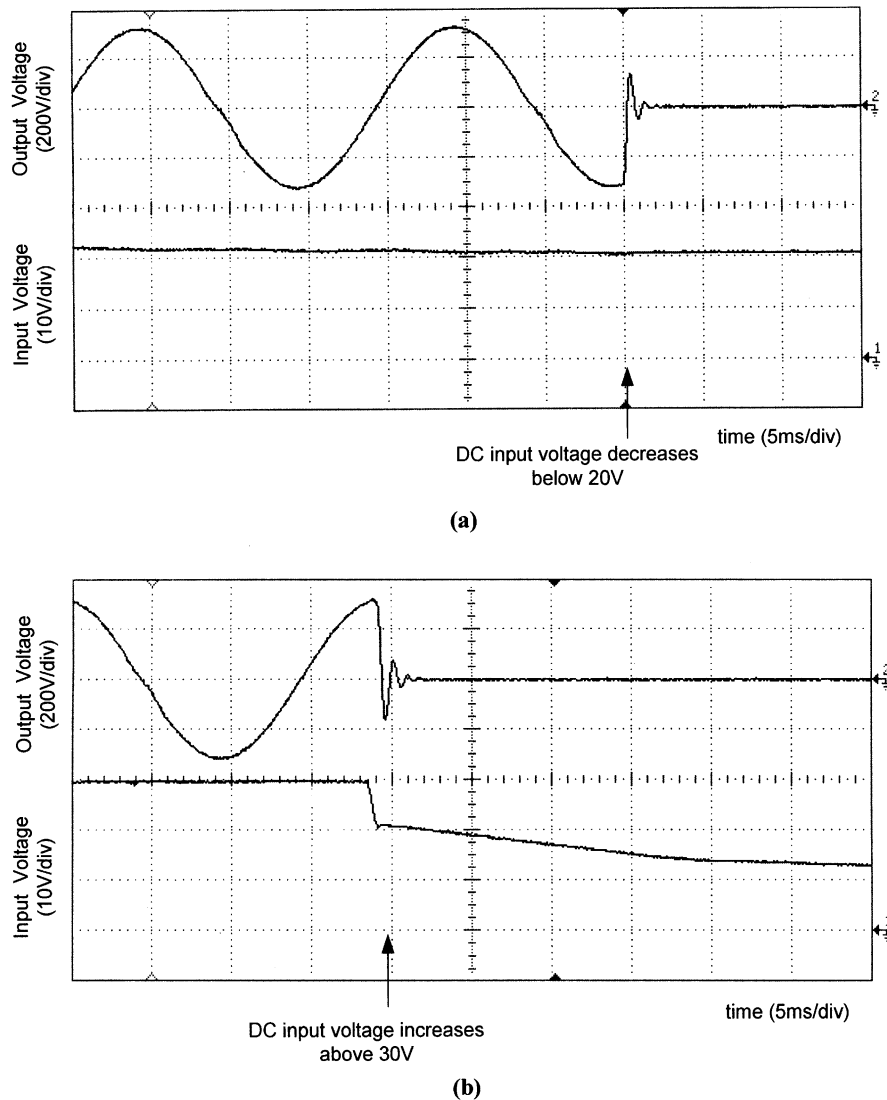 Output Voltage
(200V/div)
2
Input Voltage
(10V/div)
1
time (5ms/div)
DC input voltage decreases
below 20V
(a)
Output Voltage
(200V/div)
2
Input Voltage
(10V/div)
time (5ms/div)
DC input voltage increases
above 30V
(b)